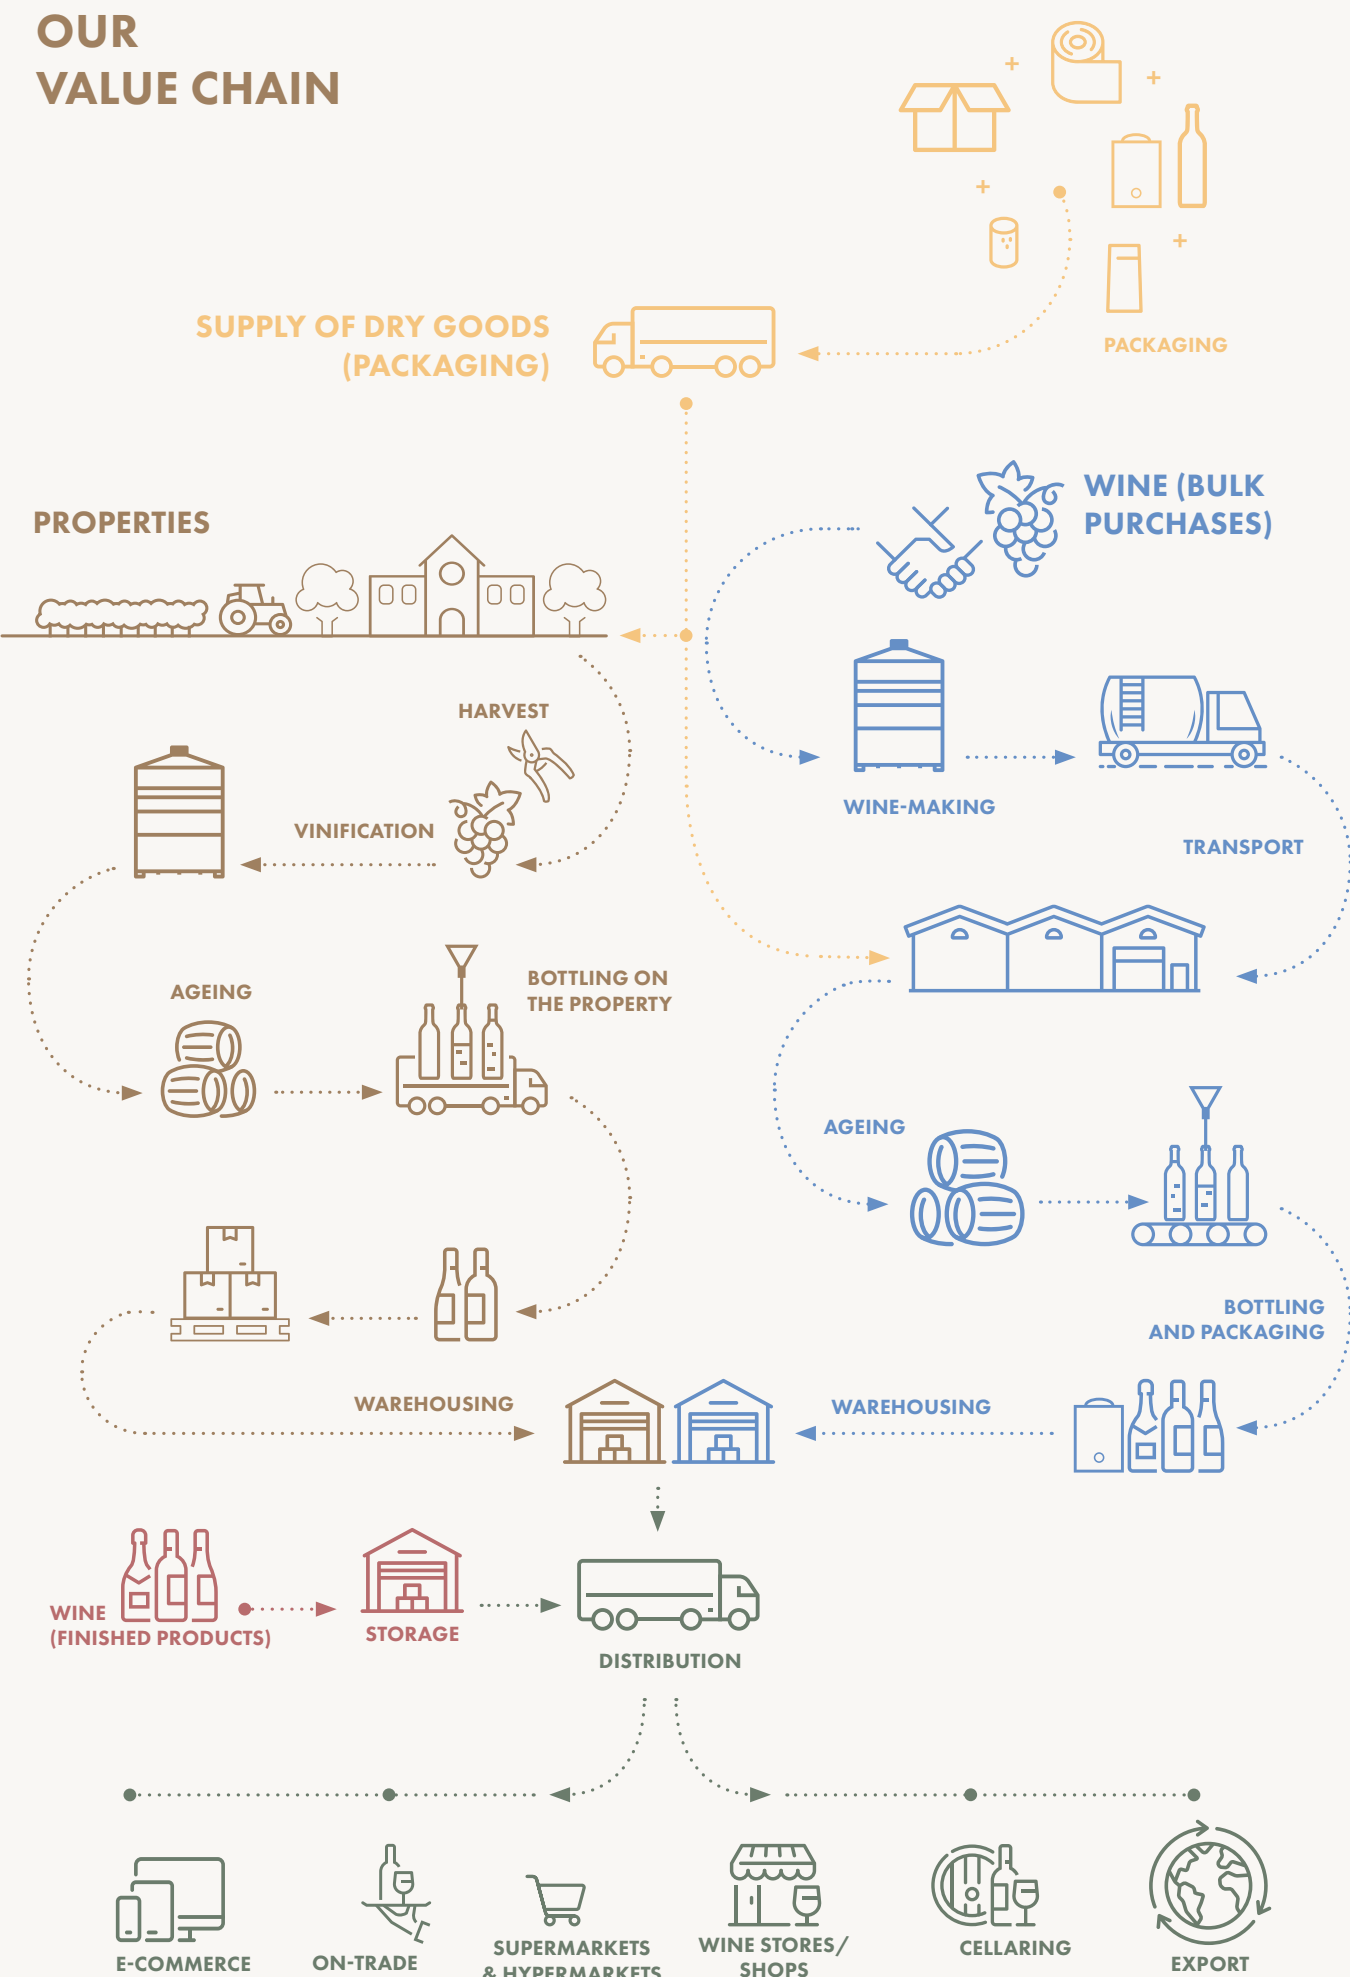 OUR
VALUE CHAIN
PACKAGING
SUPPLY OF DRY GOODS
(PACKAGING)
WINE (BULK
PURCHASES)
PROPERTIES
HARVEST
VINIFICATION
WINE-MAKING
TRANSPORT
AGEING
BOTTLING ON
THE PROPERTY
AGEING
BOTTLING
AND PACKAGING
WAREHOUSING
WAREHOUSING
WINE
(FINISHED PRODUCTS)
STORAGE
DISTRIBUTION
E-COMMERCE
ON-TRADE
SUPERMARKETS
& HYPERMARKETS
WINE STORES/
SHOPS
CELLARING
EXPORT